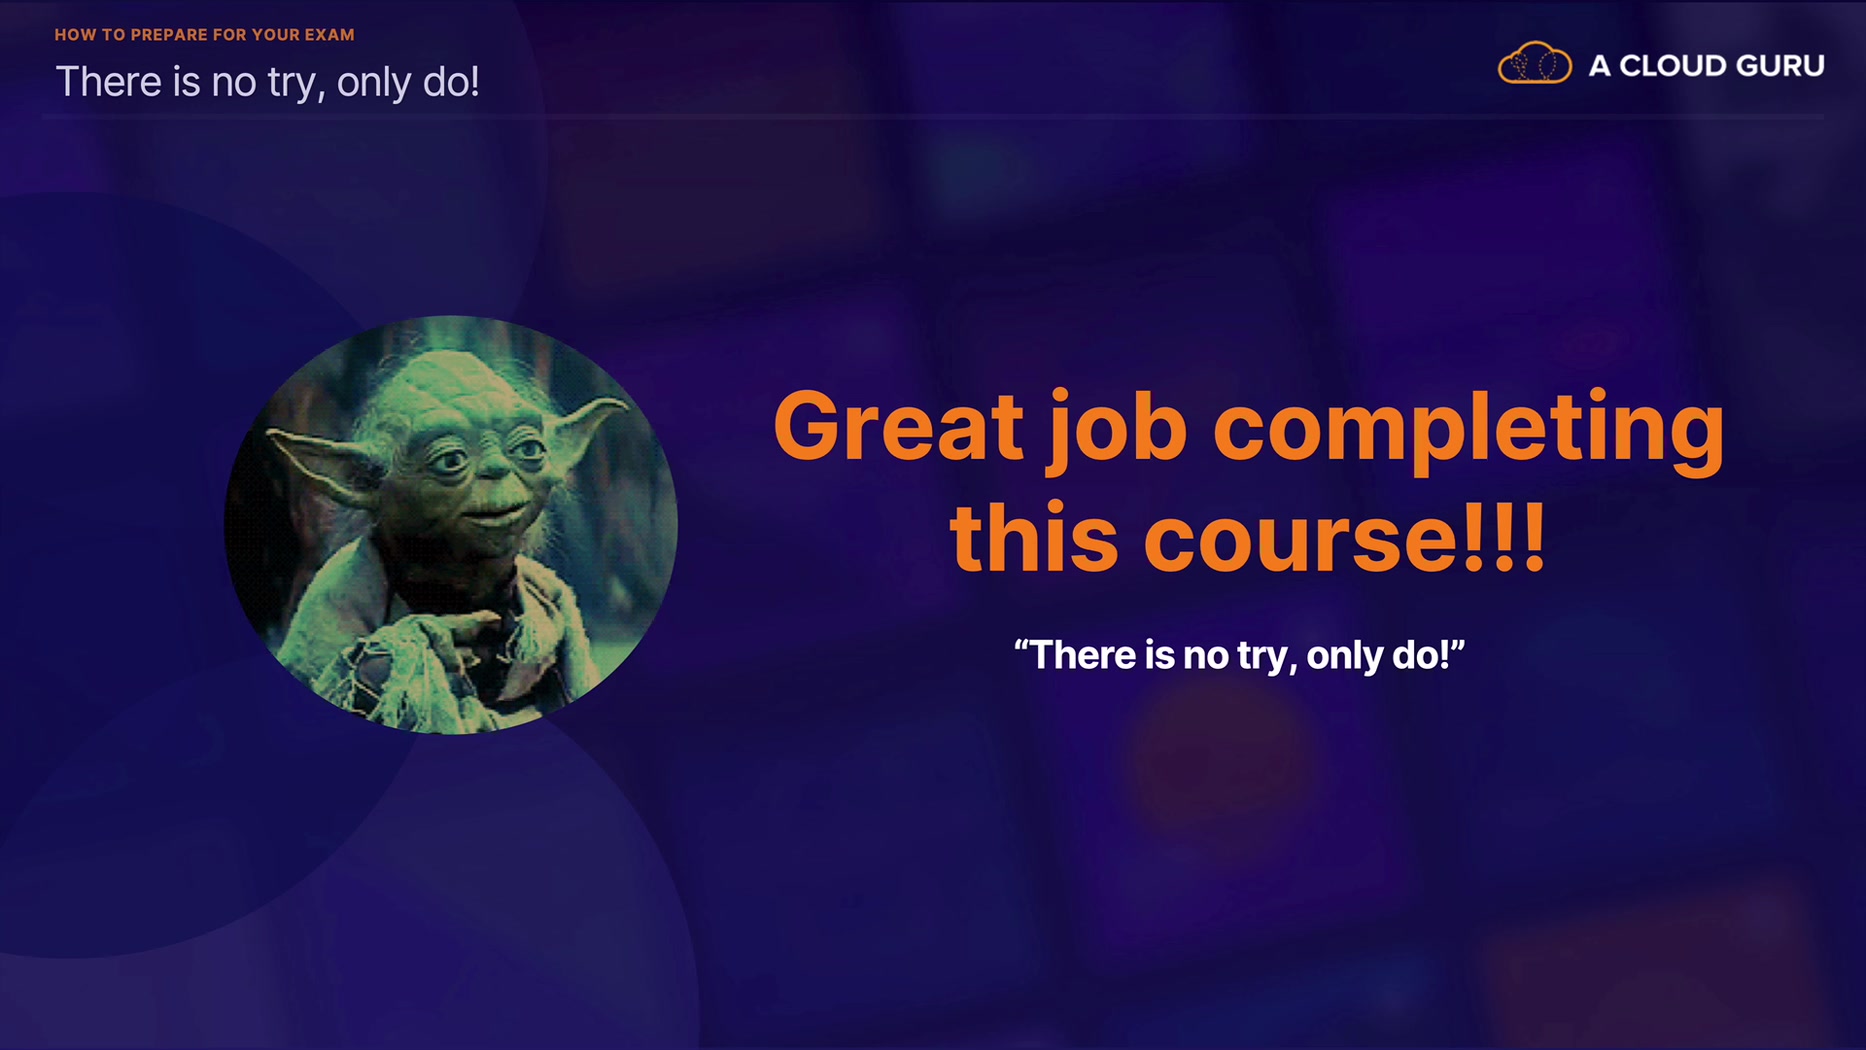 HOW TO PREPARE FOR YOUR EXAM
There is no try, only do!
A CLOUD GURU
Great job completing
this course!!!
“There is no try, only do!”